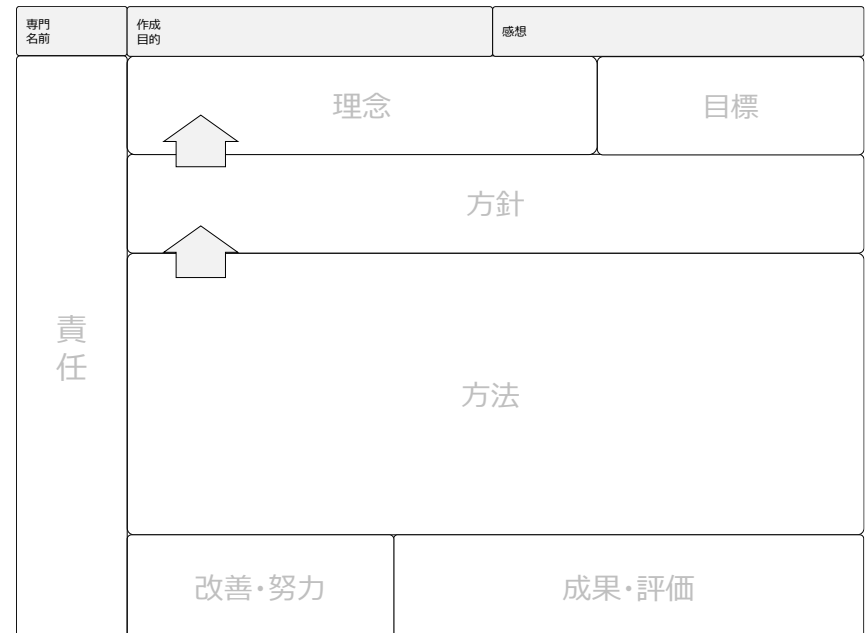 専門
名前
作成
目的
感想
理念
目標
方針
責
任
方法
改善・努力
成果・評価